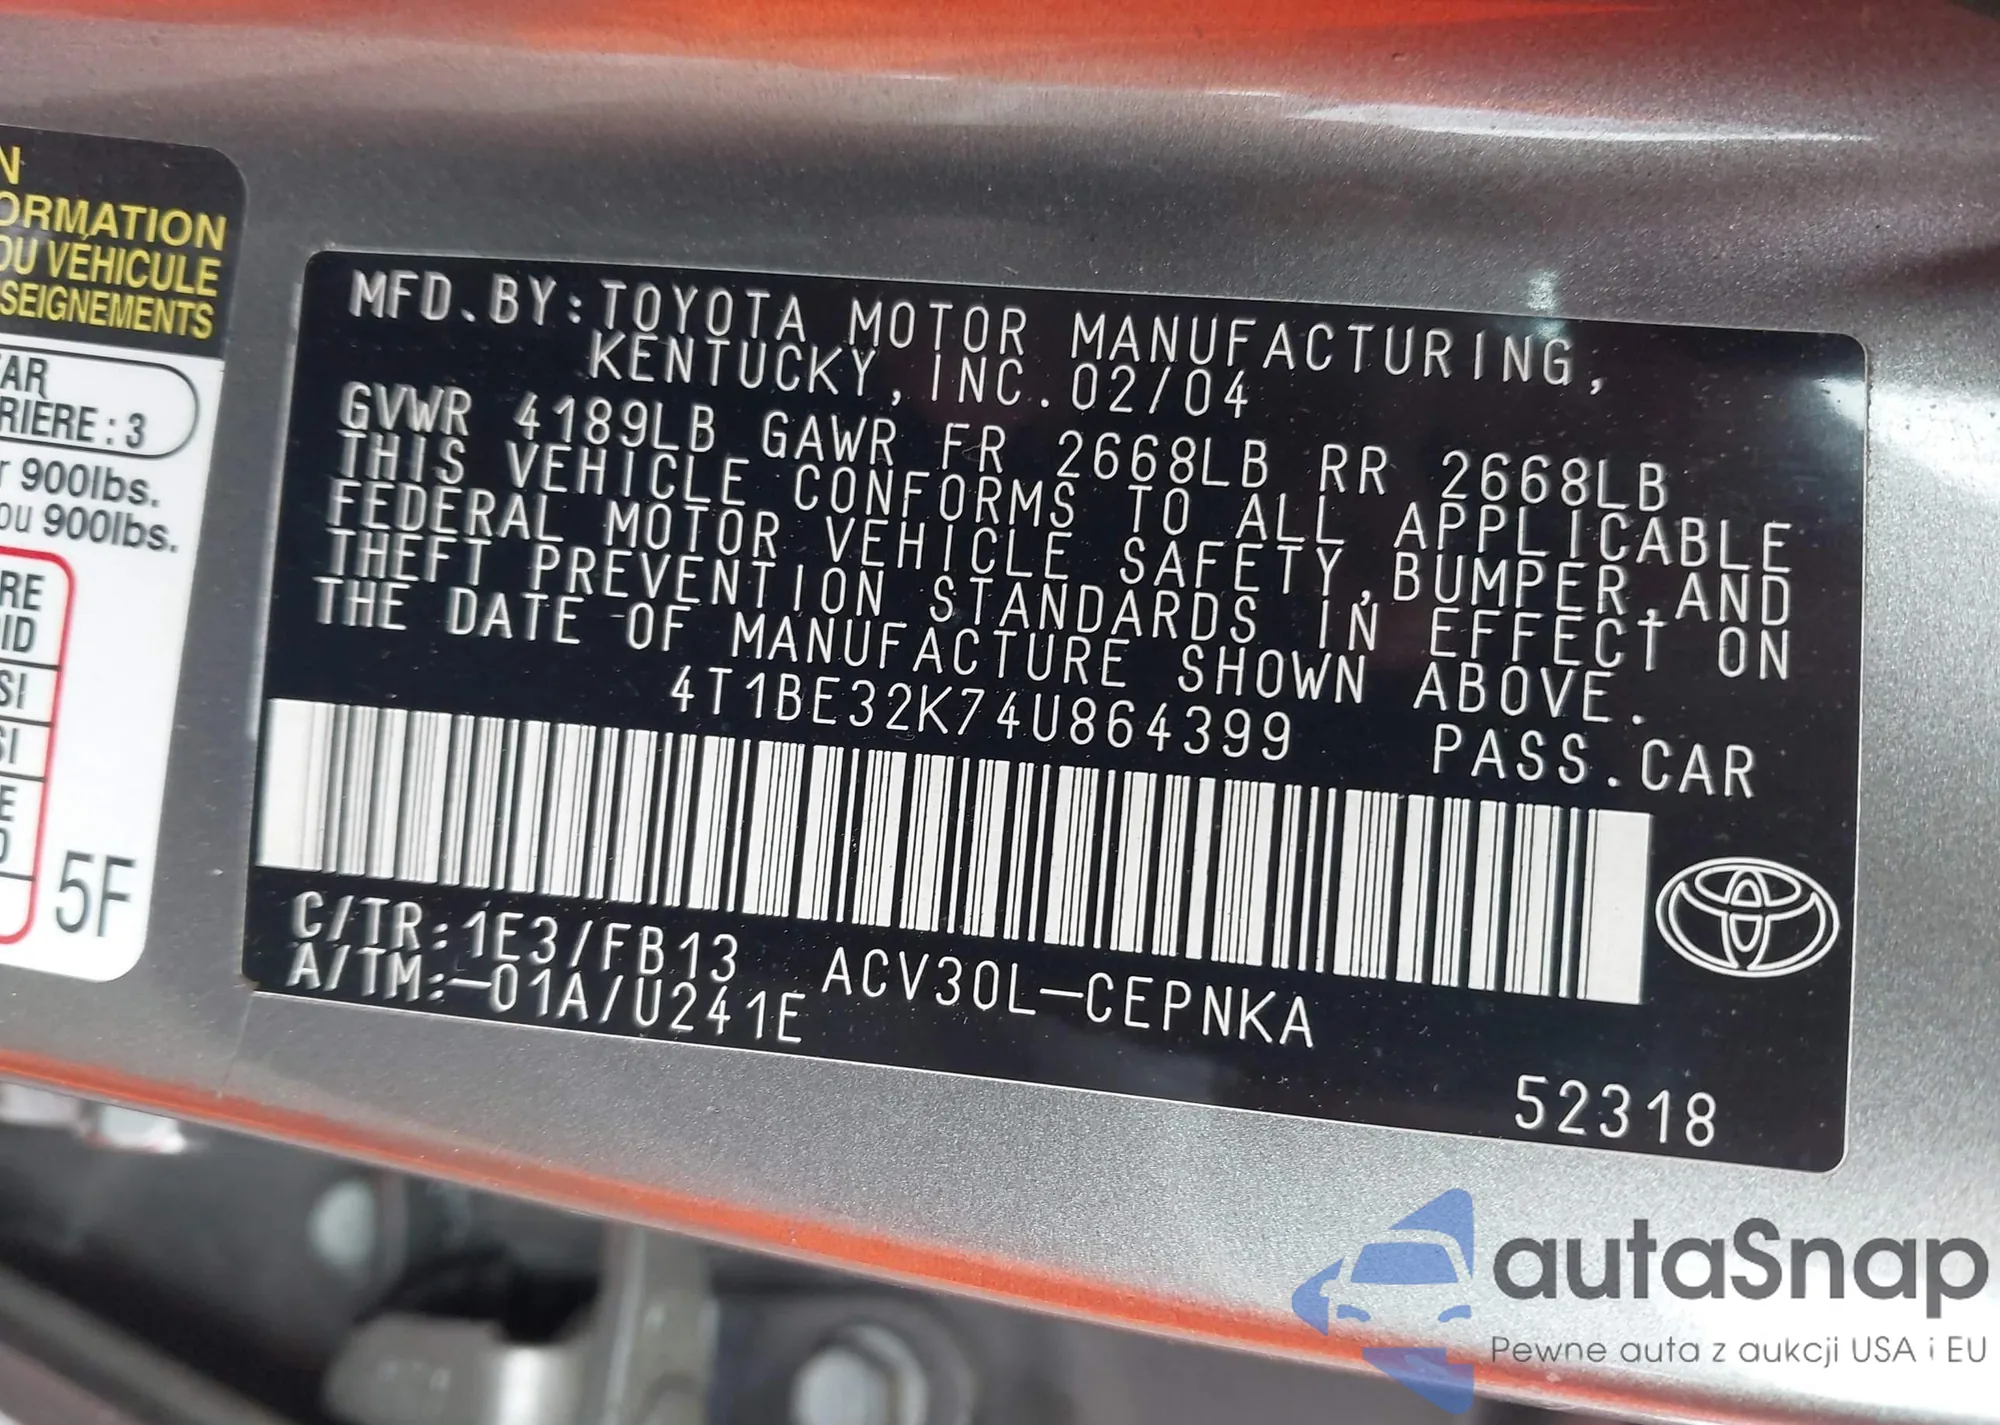 N
ORMATION
DU VÉHICULE
SEIGNEMENTS
RIÈRE : 3
r 900lbs.
ou 900lbs.
5F
MFD.BY:TOYOTA MOTOR MANUFACTURING,
KENTUCKY, INC.02/04
GVWR 4189LB GAWR FR 2668LB RR 2668LB
THIS VEHICLE CONFORMS TO ALL APPLICABLE
FEDERAL MOTOR VEHICLE SAFETY,BUMPER,AND
THEFT PREVENTION STANDARDS IN EFFECT ON
THE DATE OF MANUFACTURE SHOWN ABOVE.
4T1BE32K74U864399 PASS.CAR
C/TR:1E3/FB13 ACV30L-CEPNKA
A/TM:-01A/U241E
52318
autaSnap
Pewne auta z aukcji USA i EU